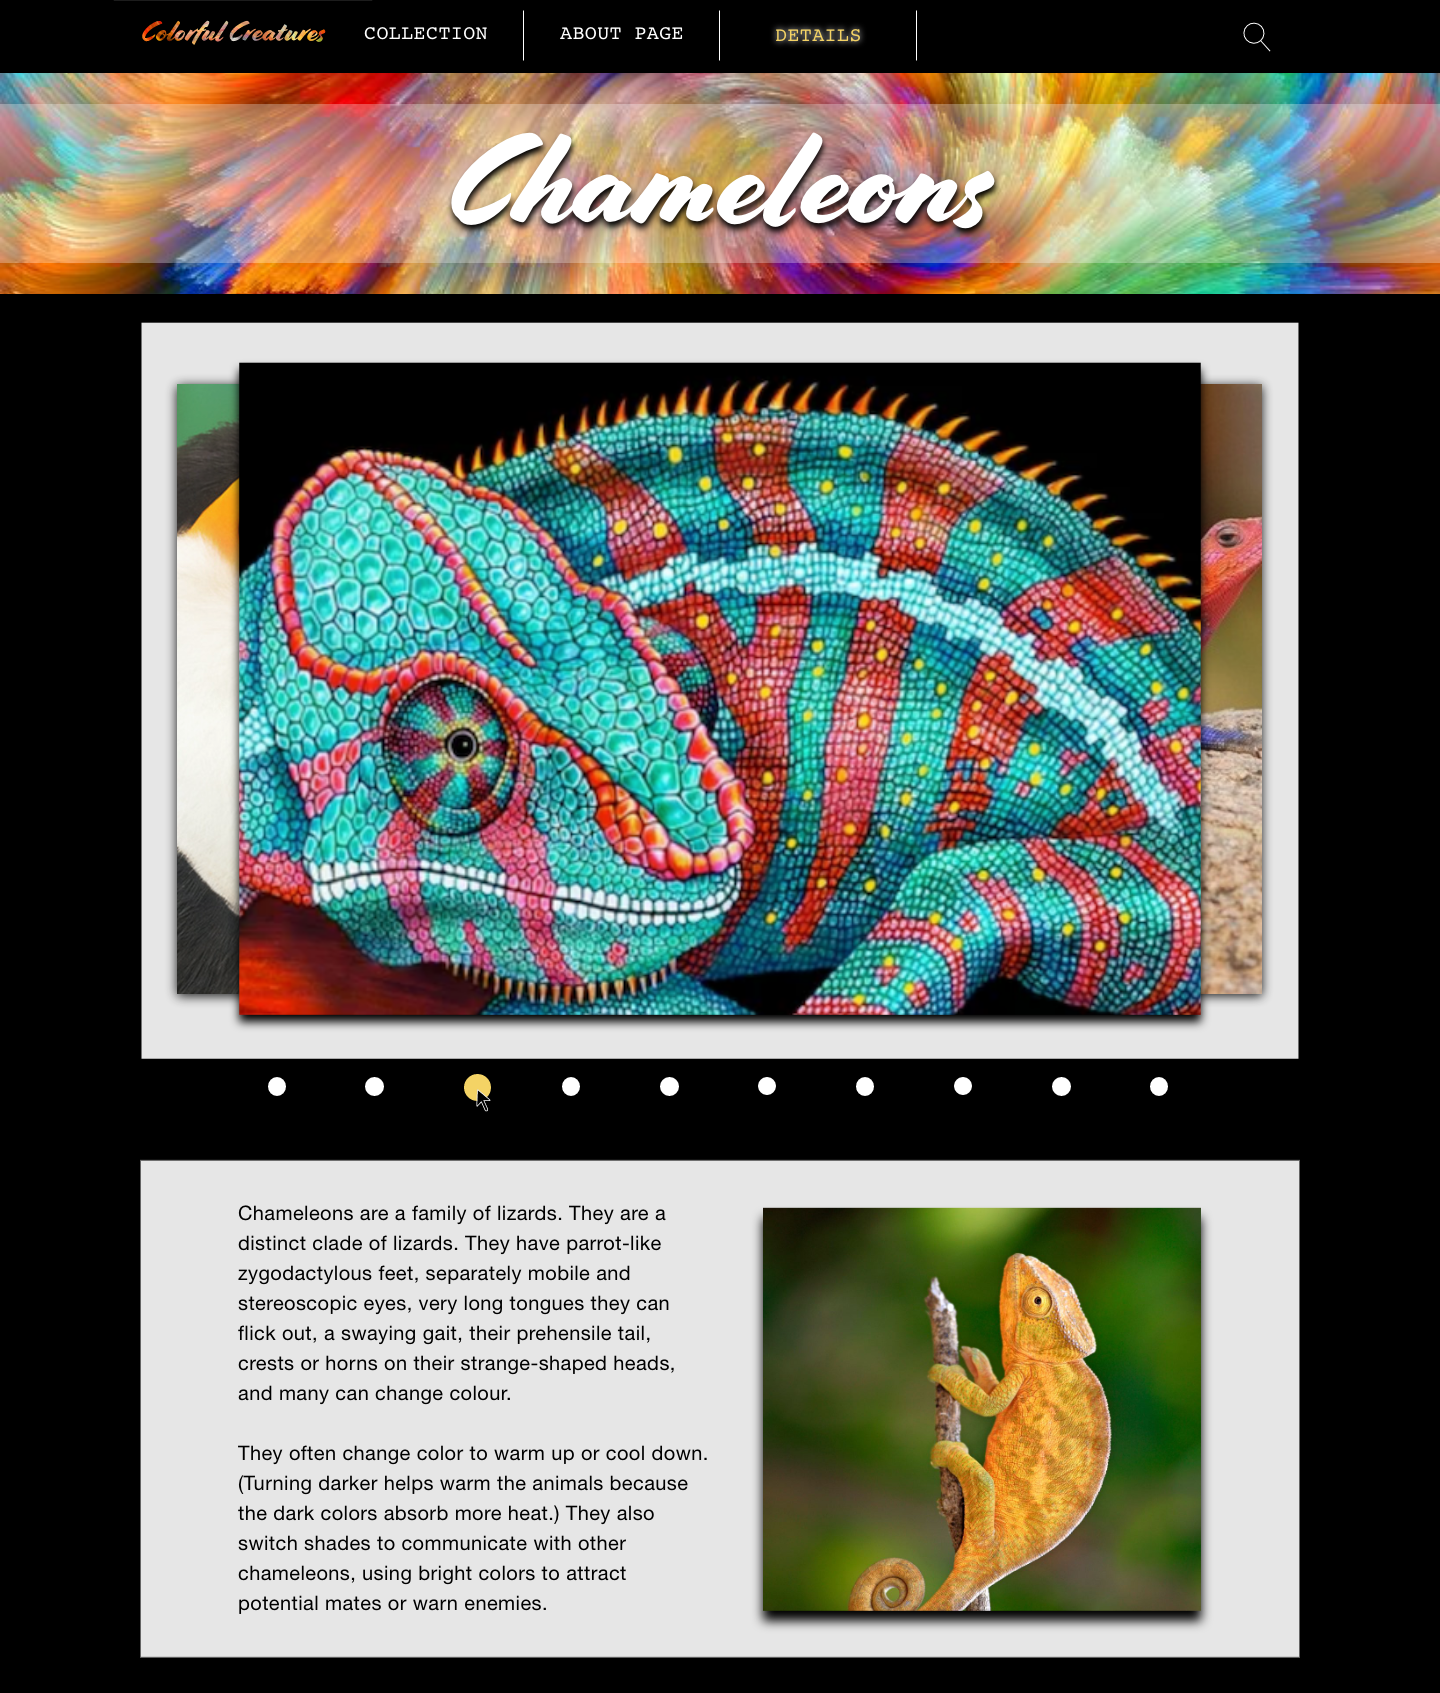 Colorful Creatures
COLLECTION
ABOUT PAGE
DETAILS
Chameleons
Chameleons are a family of lizards. They are a
distinct clade of lizards. They have parrot-like
zygodactylous feet, separately mobile and
stereoscopic eyes, very long tongues they can
flick out, a swaying gait, their prehensile tail,
crests or horns on their strange-shaped heads,
and many can change colour.
They often change color to warm up or cool down.
(Turning darker helps warm the animals because
the dark colors absorb more heat.) They also
switch shades to communicate with other
chameleons, using bright colors to attract
potential mates or warn enemies.